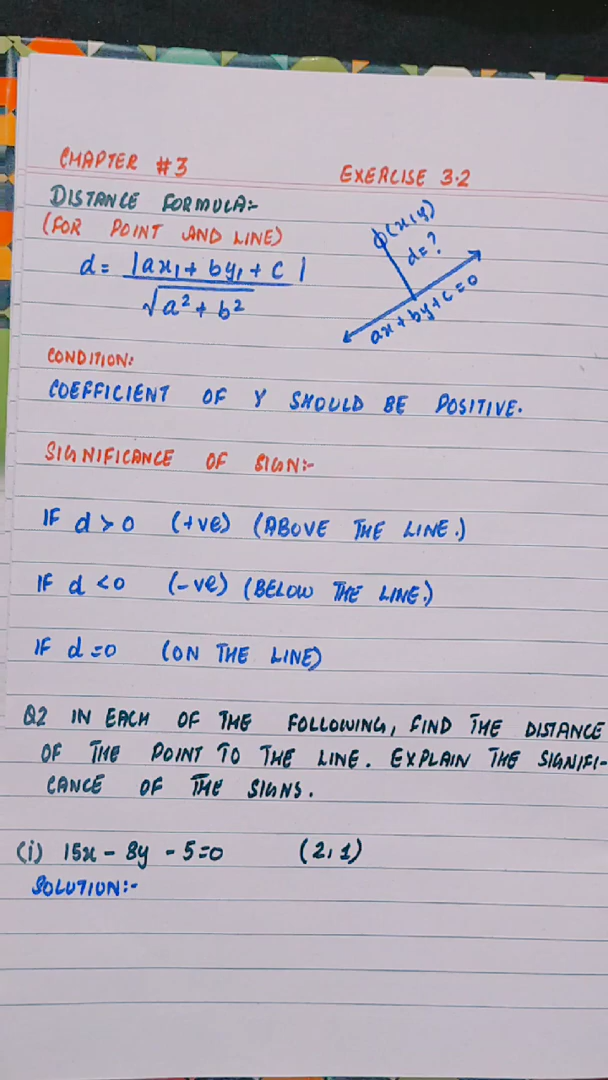 CHAPTER #3 EXERCISE 3.2
DISTANCE FORMULA:-
(FOR POINT AND LINE)
d = |ax₁ + by₁ + c|
√a² + b²
(x,y)
d=?
ax + by + c = 0
CONDITION:
COEFFICIENT OF Y SHOULD BE POSITIVE.
SIGNIFICANCE OF SIGN:-
IF d > 0 (+ve) (ABOVE THE LINE.)
IF d < 0 (-ve) (BELOW THE LINE.)
IF d = 0 (ON THE LINE)
Q2 IN EACH OF THE FOLLOWING, FIND THE DISTANCE
OF THE POINT TO THE LINE. EXPLAIN THE SIGNIFI-
CANCE OF THE SIGNS.
(i) 15x - 8y - 5 = 0 (2, 1)
SOLUTION:-